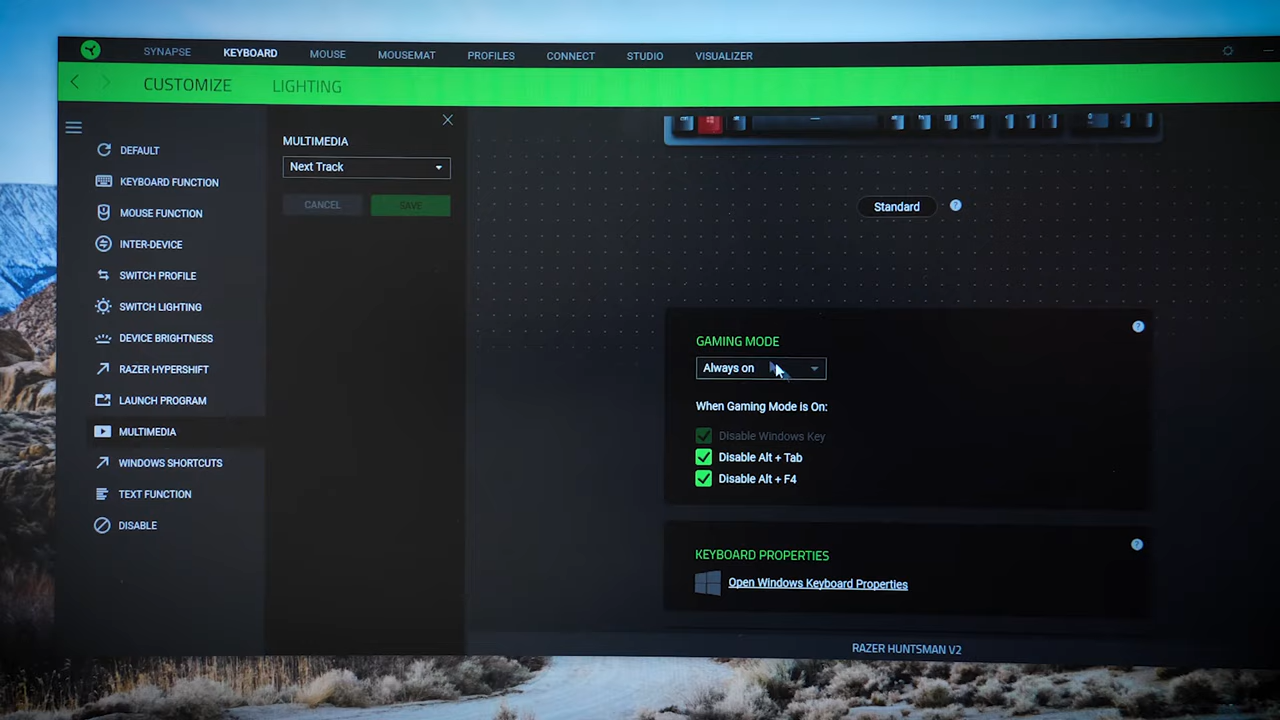 SYNAPSE KEYBOARD MOUSE MOUSEMAT PROFILES CONNECT STUDIO VISUALIZER
CUSTOMIZE LIGHTING
DEFAULT
KEYBOARD FUNCTION
MOUSE FUNCTION
INTER-DEVICE
SWITCH PROFILE
SWITCH LIGHTING
DEVICE BRIGHTNESS
RAZER HYPERSHIFT
LAUNCH PROGRAM
MULTIMEDIA
WINDOWS SHORTCUTS
TEXT FUNCTION
DISABLE
MULTIMEDIA
Next Track
CANCEL SAVE
Standard ?
GAMING MODE ?
Always on
When Gaming Mode is On:
Disable Windows Key
Disable Alt + Tab
Disable Alt + F4
KEYBOARD PROPERTIES ?
Open Windows Keyboard Properties
RAZER HUNTSMAN V2